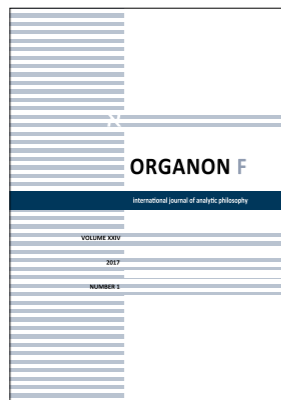 ORGANON F
international journal of analytic philosophy
VOLUME XXIV
2017
NUMBER 1